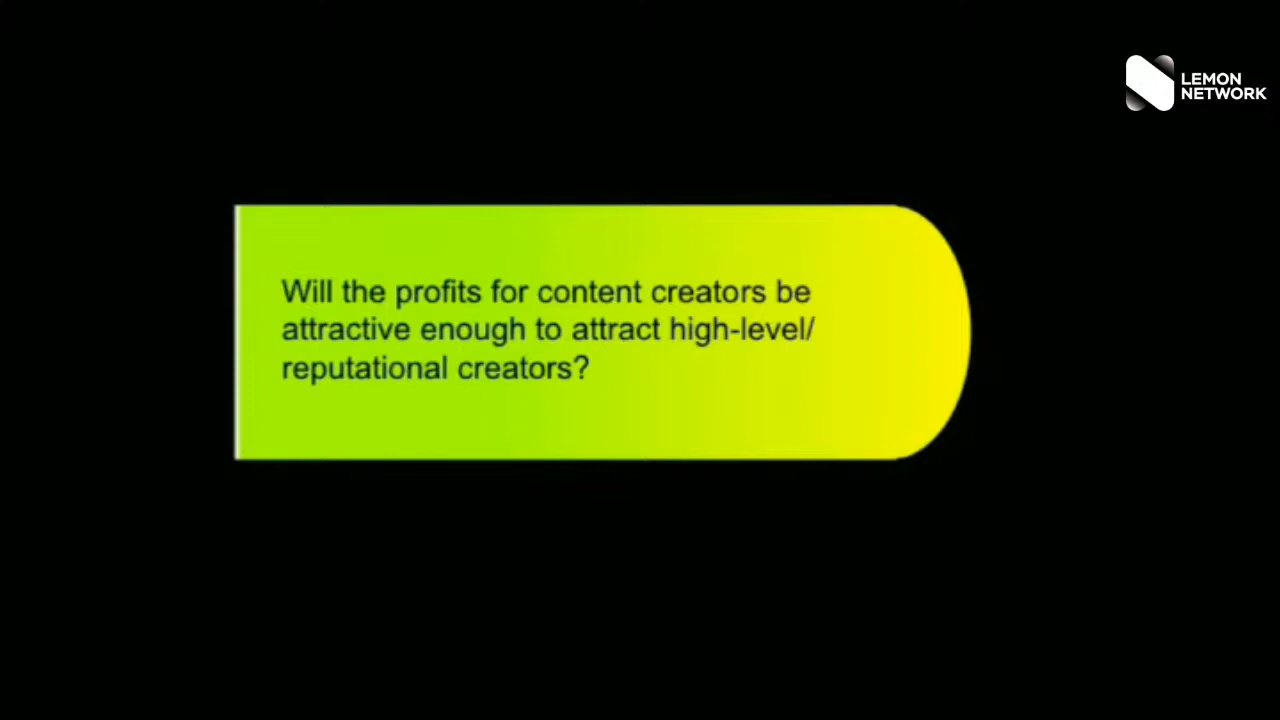 LEMON
NETWORK
Will the profits for content creators be
attractive enough to attract high-level/
reputational creators?